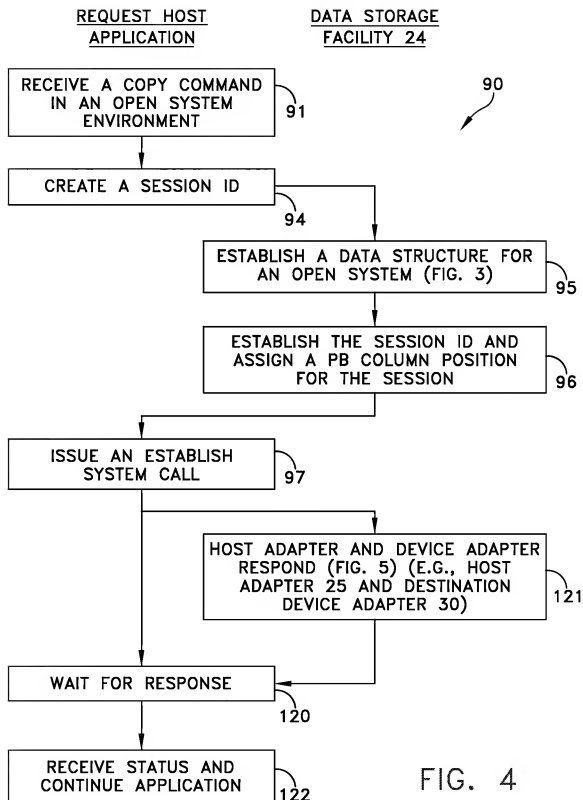 REQUEST HOST
APPLICATION
DATA STORAGE
FACILITY 24
90
RECEIVE A COPY COMMAND
IN AN OPEN SYSTEM
ENVIRONMENT
91
CREATE A SESSION ID
94
ESTABLISH A DATA STRUCTURE FOR
AN OPEN SYSTEM (FIG. 3)
95
ESTABLISH THE SESSION ID AND
ASSIGN A PB COLUMN POSITION
FOR THE SESSION
96
ISSUE AN ESTABLISH
SYSTEM CALL
97
HOST ADAPTER AND DEVICE ADAPTER
RESPOND (FIG. 5) (E.G., HOST
ADAPTER 25 AND DESTINATION
DEVICE ADAPTER 30)
121
WAIT FOR RESPONSE
120
RECEIVE STATUS AND
CONTINUE APPLICATION
122
FIG. 4